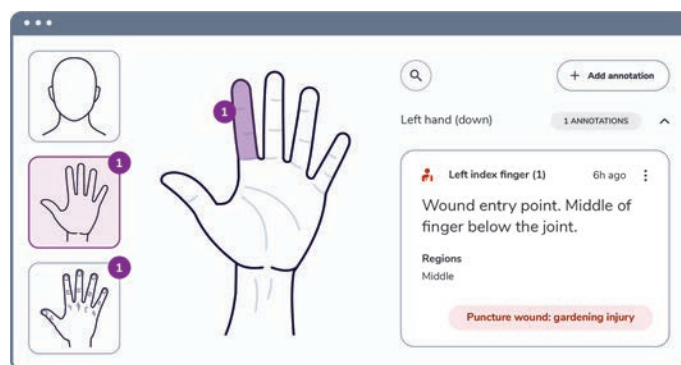 1
1
1
+ Add annotation
Left hand (down)
1 ANNOTATIONS
Left index finger (1)
6h ago
Wound entry point. Middle of
finger below the joint.
Regions
Middle
Puncture wound: gardening injury